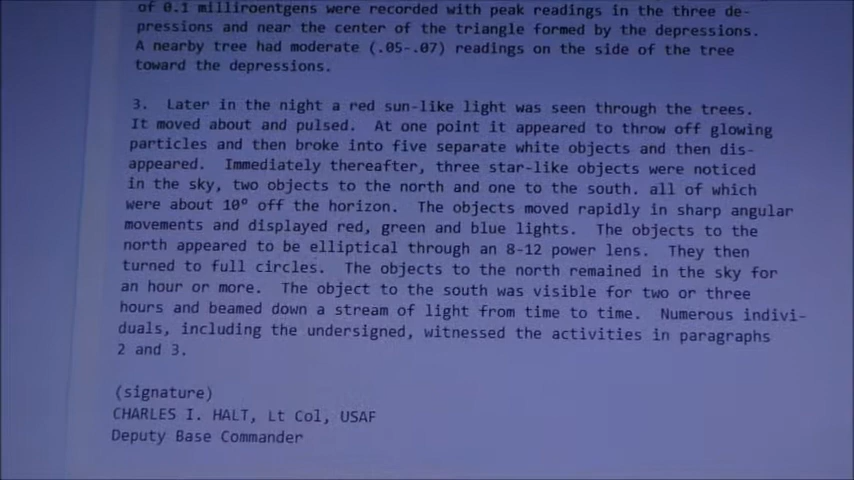 of 0.1 milliroentgens were recorded with peak readings in the three de-
pressions and near the center of the triangle formed by the depressions.
A nearby tree had moderate (.05-.07) readings on the side of the tree
toward the depressions.
3. Later in the night a red sun-like light was seen through the trees.
It moved about and pulsed. At one point it appeared to throw off glowing
particles and then broke into five separate white objects and then dis-
appeared. Immediately thereafter, three star-like objects were noticed
in the sky, two objects to the north and one to the south. all of which
were about 10º off the horizon. The objects moved rapidly in sharp angular
movements and displayed red, green and blue lights. The objects to the
north appeared to be elliptical through an 8-12 power lens. They then
turned to full circles. The objects to the north remained in the sky for
an hour or more. The object to the south was visible for two or three
hours and beamed down a stream of light from time to time. Numerous indivi-
duals, including the undersigned, witnessed the activities in paragraphs
2 and 3.
(signature)
CHARLES I. HALT, Lt Col, USAF
Deputy Base Commander